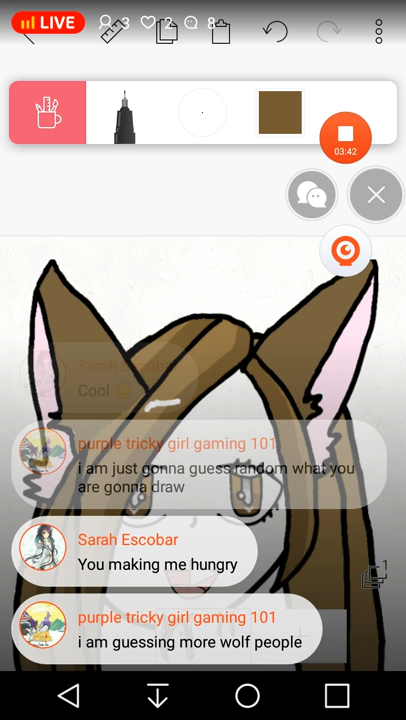 LIVE 3 2 8
03:42
Sarah Escobar
Cool
purple tricky girl gaming 101
i am just gonna guess random what you
are gonna draw
Sarah Escobar
You making me hungry
1
purple tricky girl gaming 101
i am guessing more wolf people